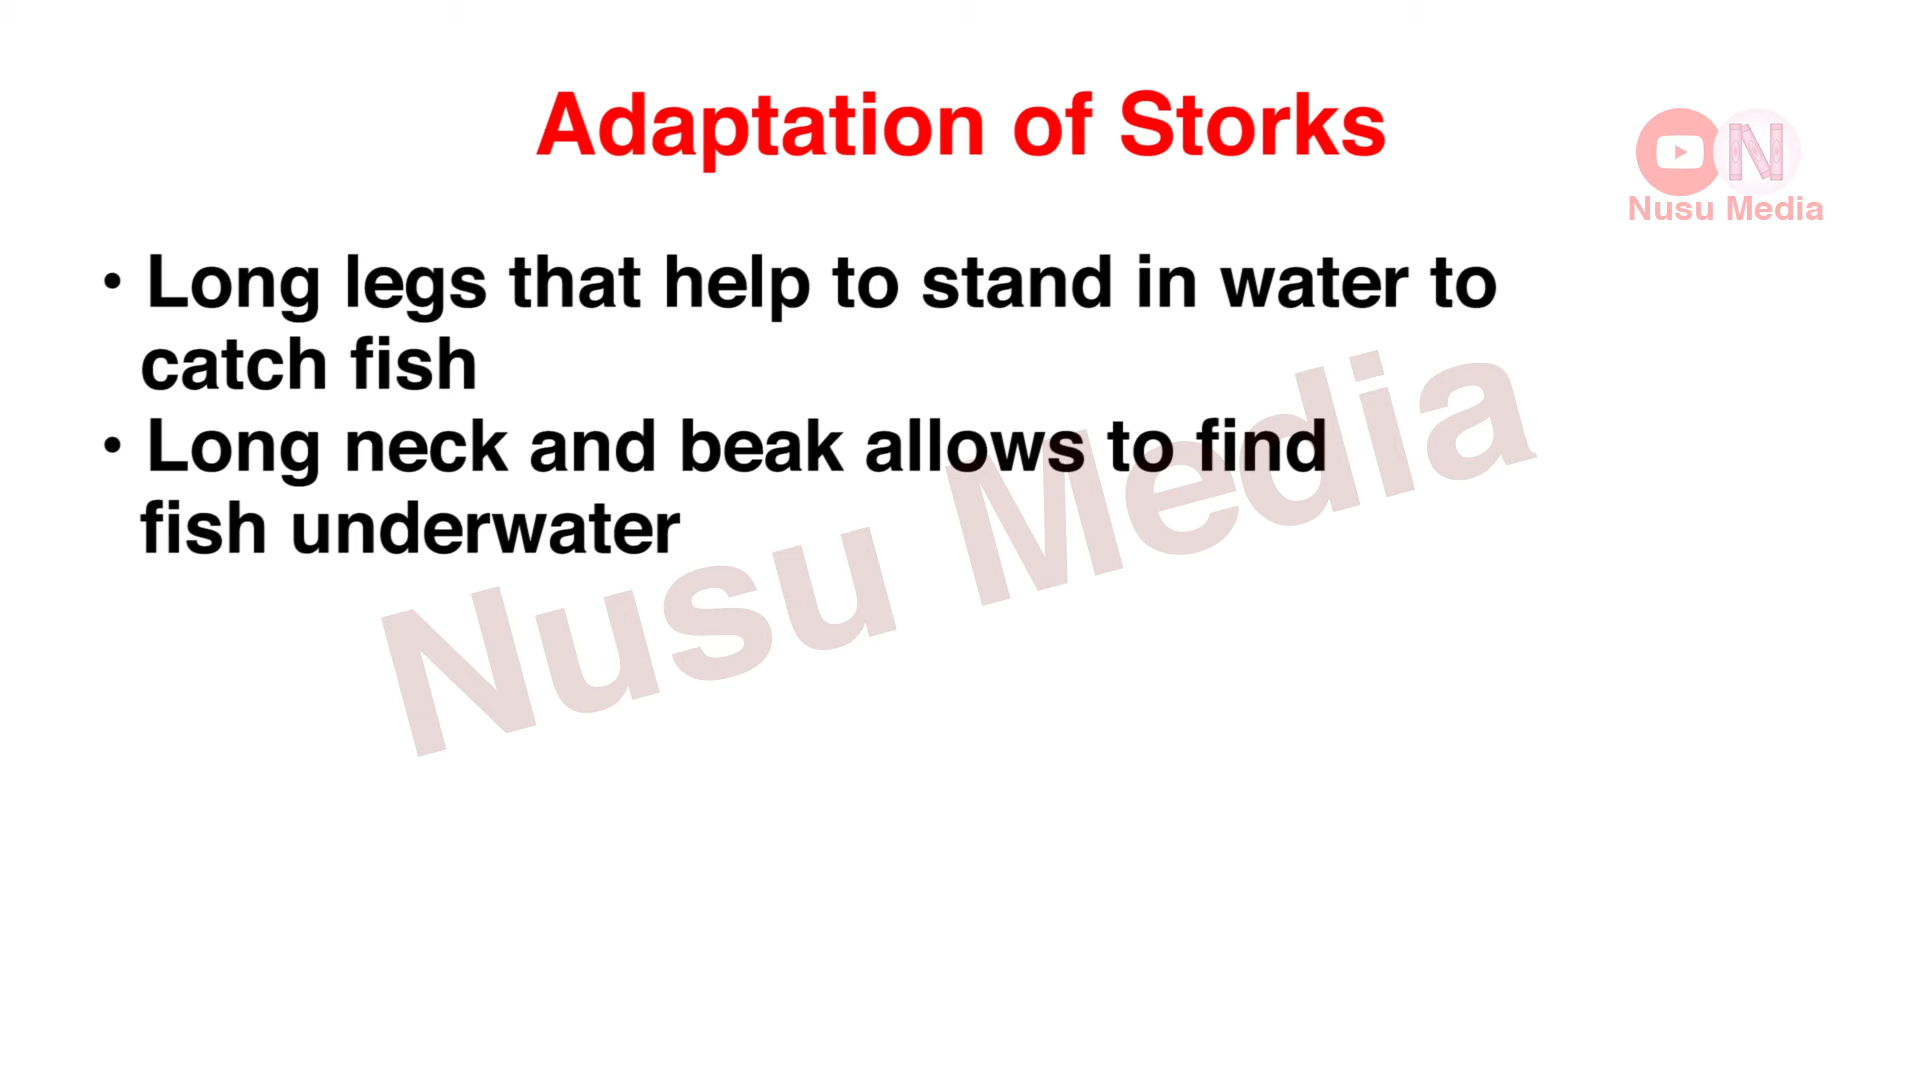 Adaptation of Storks
Nusu Media
• Long legs that help to stand in water to
catch fish
• Long neck and beak allows to find
fish underwater
Nusu Media